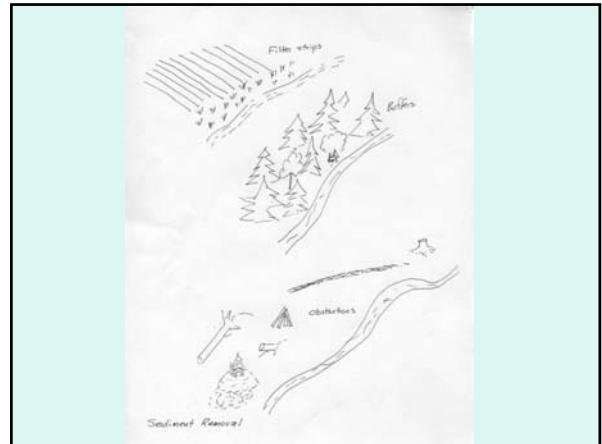 Filter strips
Buffers
Obstructions
Sediment Removal